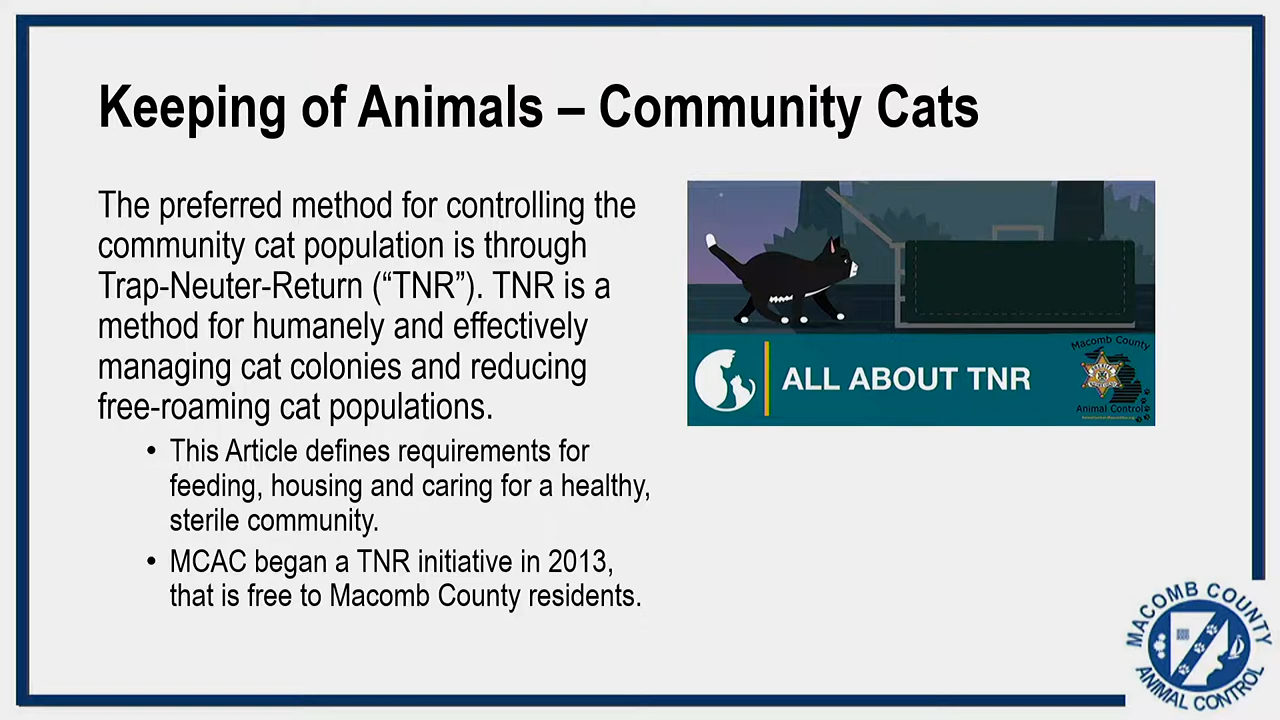 Keeping of Animals – Community Cats
The preferred method for controlling the
community cat population is through
Trap-Neuter-Return (“TNR”). TNR is a
method for humanely and effectively
managing cat colonies and reducing
free-roaming cat populations.
• This Article defines requirements for
feeding, housing and caring for a healthy,
sterile community.
• MCAC began a TNR initiative in 2013,
that is free to Macomb County residents.
ALL ABOUT TNR
Macomb County
Animal Control
MACOMB COUNTY
ANIMAL CONTROL